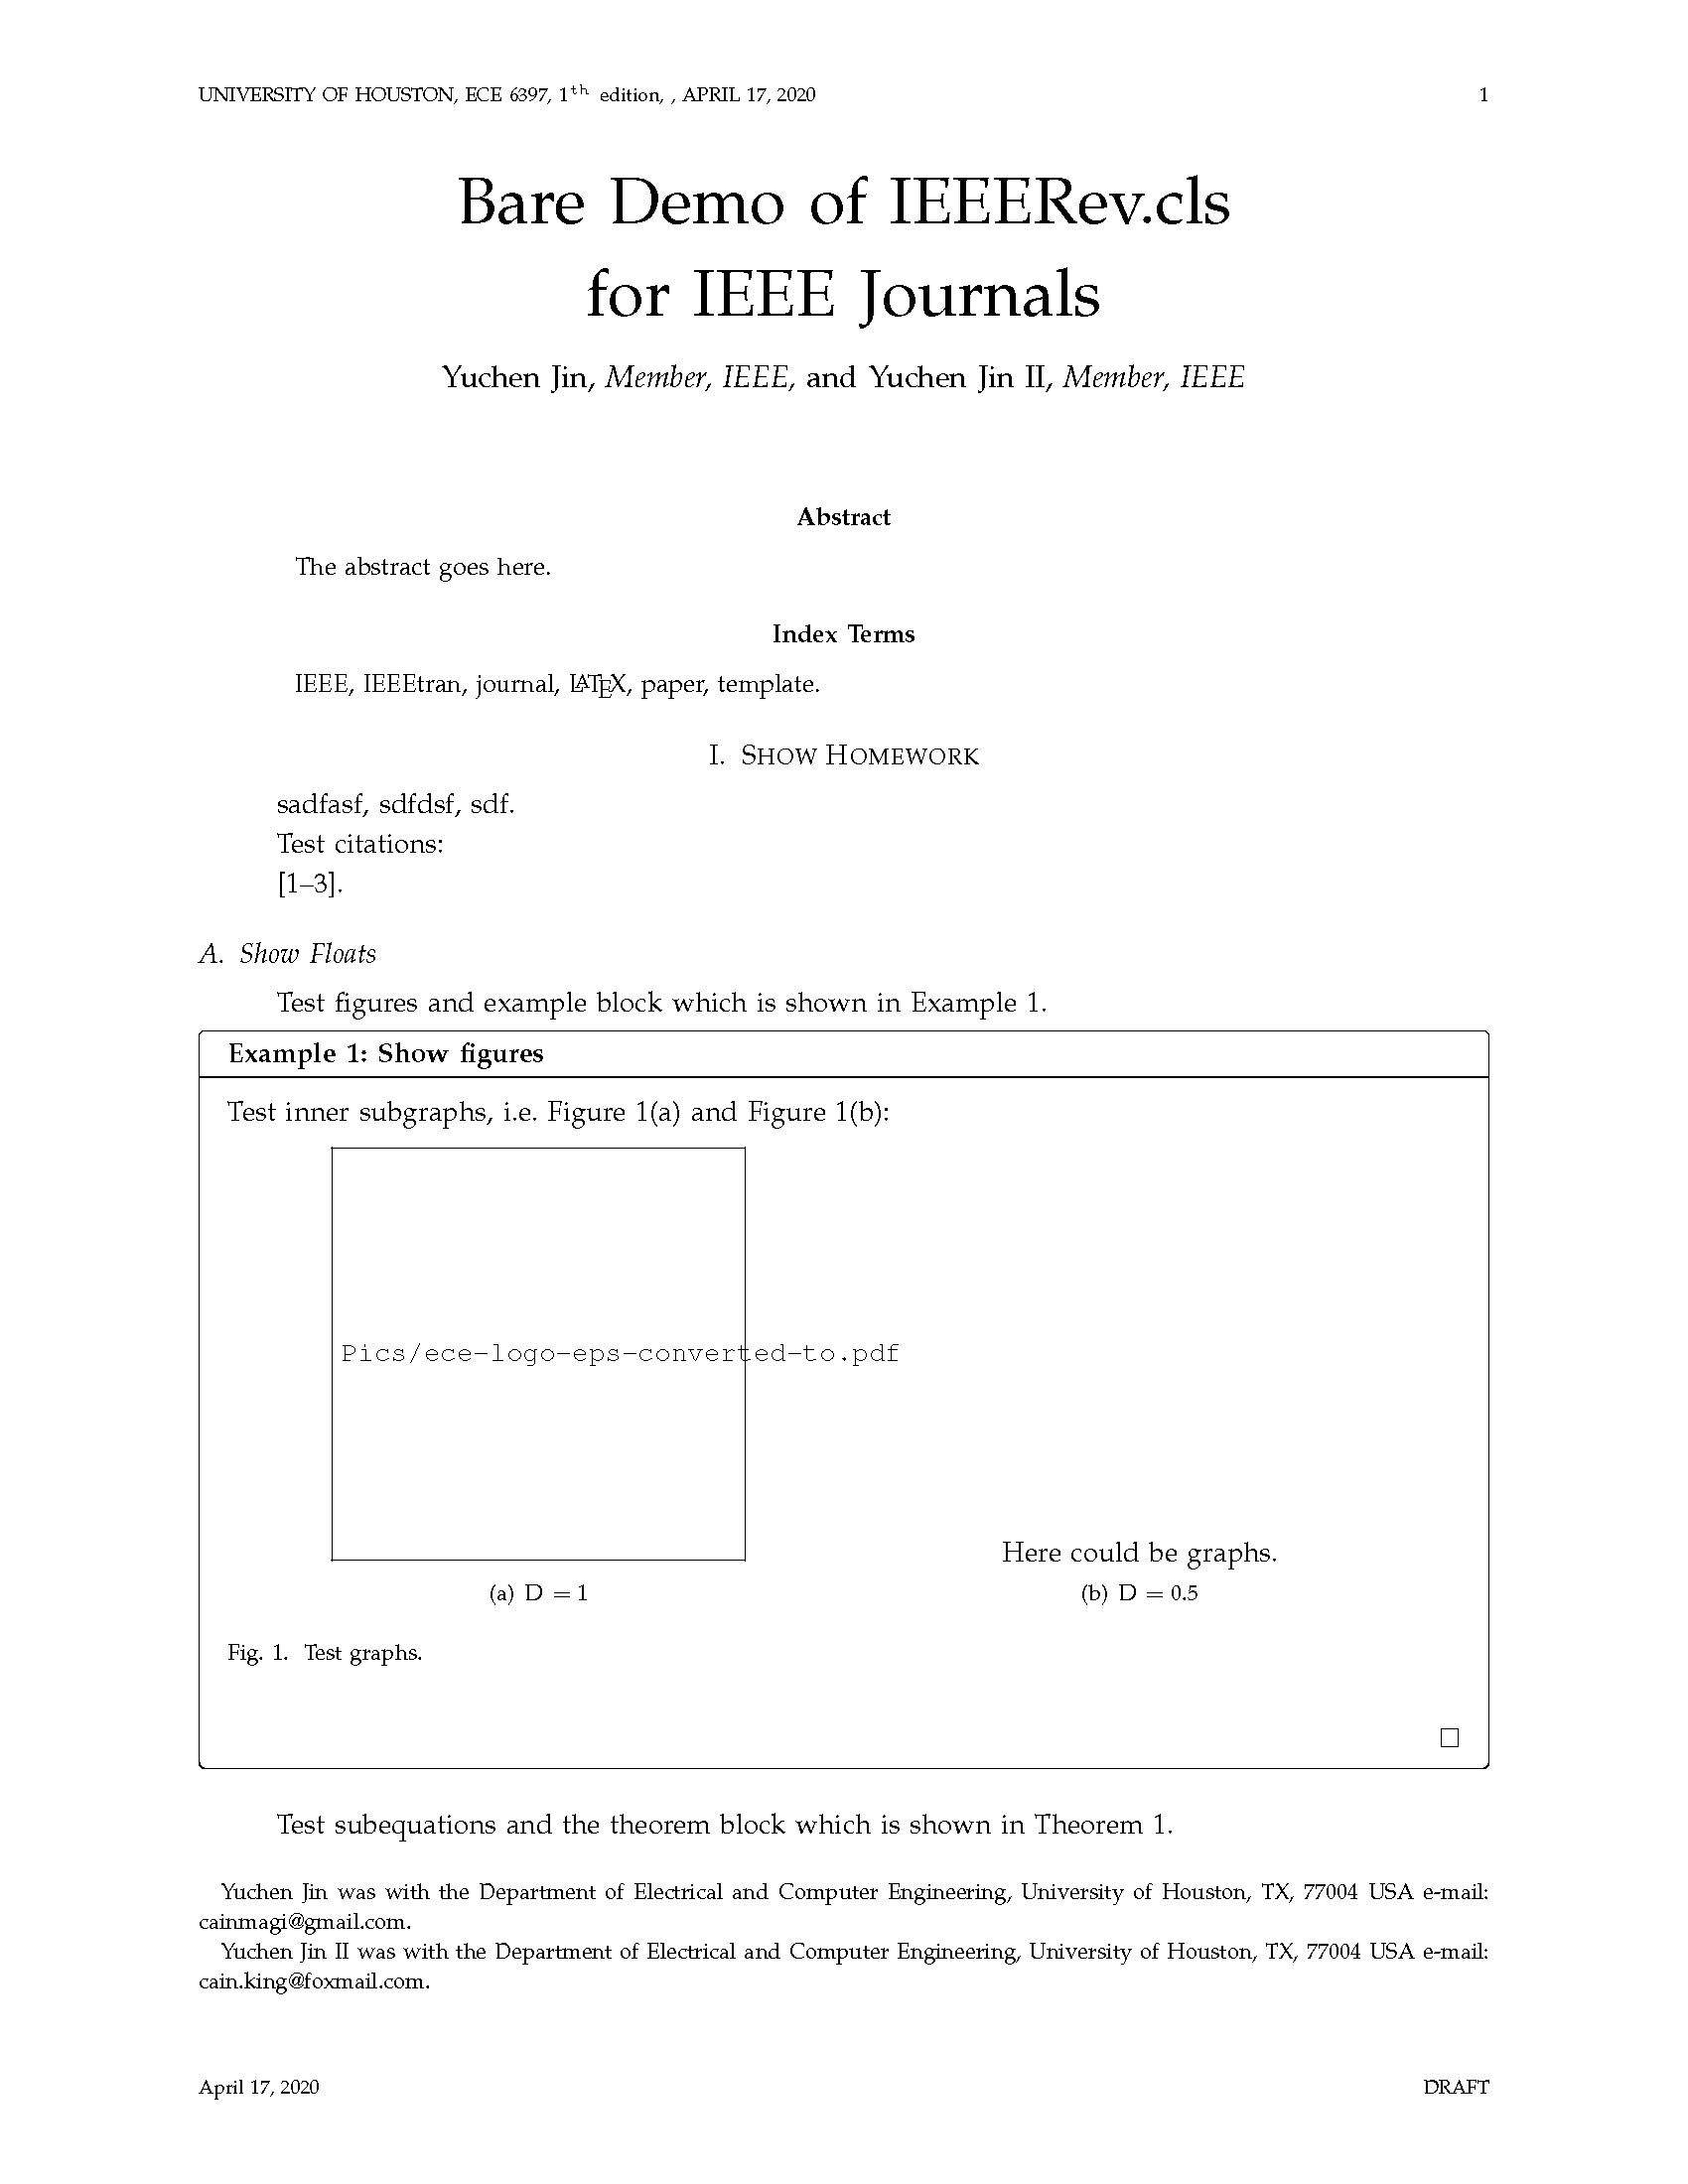 UNIVERSITY OF HOUSTON, ECE 6397, 1th edition, , APRIL 17, 2020 1
Bare Demo of IEEERev.cls
for IEEE Journals
Yuchen Jin, Member, IEEE, and Yuchen Jin II, Member, IEEE
Abstract
The abstract goes here.
Index Terms
IEEE, IEEEtran, journal, LATEX, paper, template.
I. SHOW HOMEWORK
sadfasf, sdfdsf, sdf.
Test citations:
[1–3].
A. Show Floats
Test figures and example block which is shown in Example 1.
Example 1: Show figures
Test inner subgraphs, i.e. Figure 1(a) and Figure 1(b):
Pics/ece-logo-eps-converted-to.pdf
Here could be graphs.
(a) D = 1
(b) D = 0.5
Fig. 1. Test graphs.
Test subequations and the theorem block which is shown in Theorem 1.
Yuchen Jin was with the Department of Electrical and Computer Engineering, University of Houston, TX, 77004 USA e-mail:
cainmagi@gmail.com.
Yuchen Jin II was with the Department of Electrical and Computer Engineering, University of Houston, TX, 77004 USA e-mail:
cain.king@foxmail.com.
April 17, 2020 DRAFT